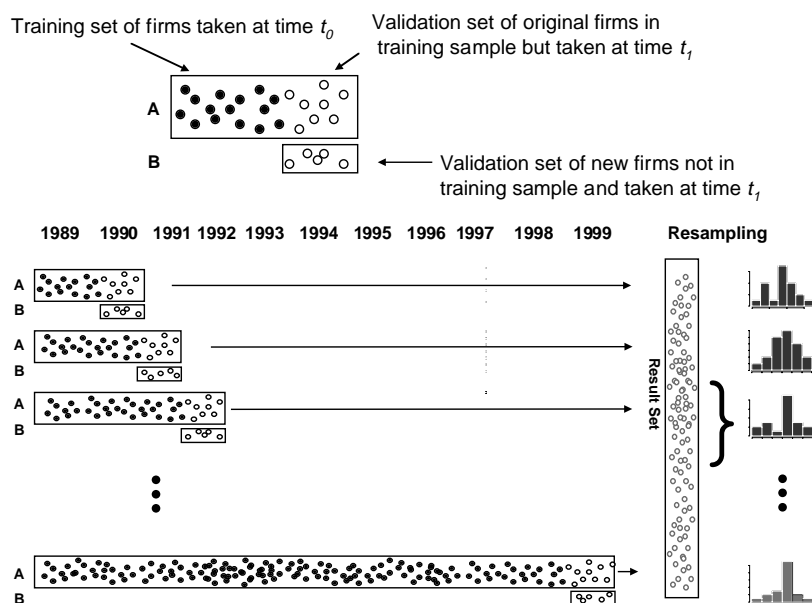 Training set of firms taken at time t0
Validation set of original firms in
training sample but taken at time t1
A
B
Validation set of new firms not in
training sample and taken at time t1
1989 1990 1991 1992 1993 1994 1995 1996 1997 1998 1999 Resampling
A
B
A
B
A
B
Result Set
A
B